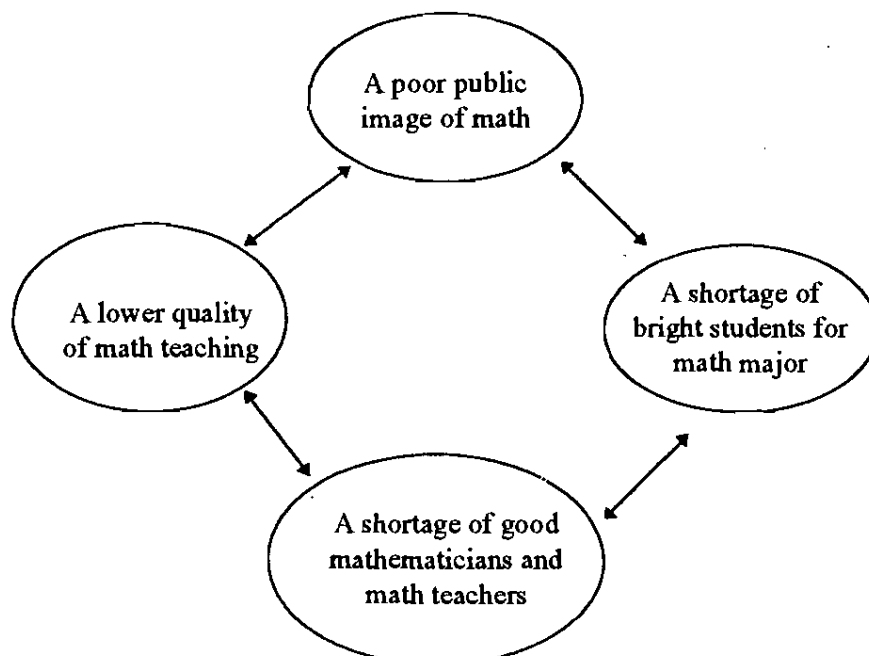 A poor public
image of math
A lower quality
of math teaching
A shortage of
bright students for
math major
A shortage of good
mathematicians and
math teachers